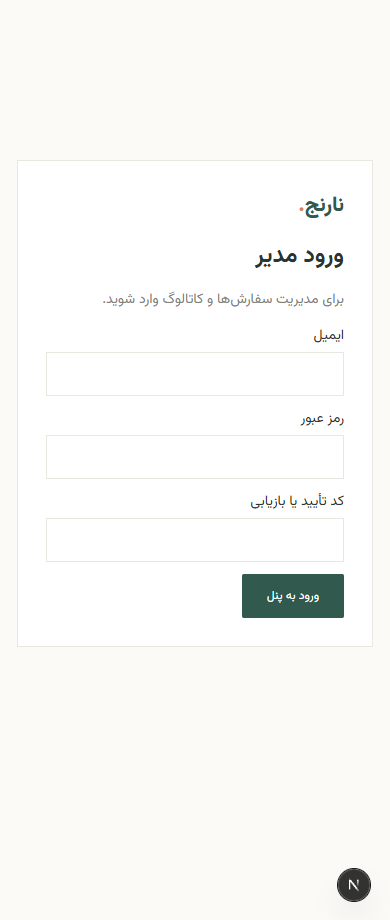 نارنج.
ورود مدیر
برای مدیریت سفارش‌ها و کاتالوگ وارد شوید.
ایمیل
رمز عبور
کد تأیید یا بازیابی
ورود به پنل
N